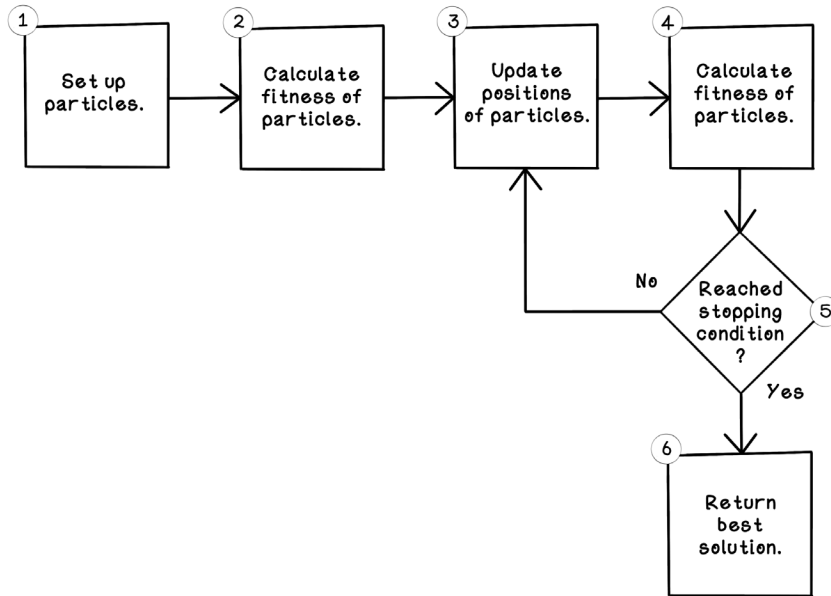 1
Set up
particles.
2
Calculate
fitness of
particles.
3
Update
positions
of particles.
4
Calculate
fitness of
particles.
No
Reached
stopping
condition
?
5
Yes
6
Return
best
solution.